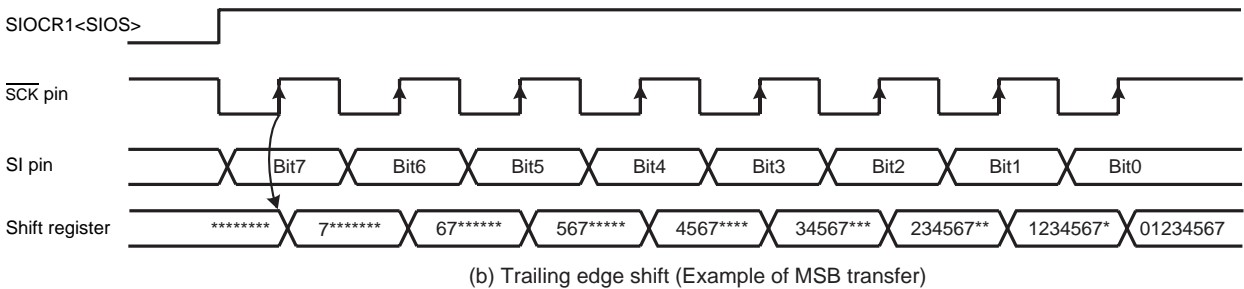 SIOCR1<SIOS>
SCK pin
SI pin Bit7 Bit6 Bit5 Bit4 Bit3 Bit2 Bit1 Bit0
Shift register ******** 7******* 67****** 567***** 4567**** 34567*** 234567** 1234567* 01234567
(b) Trailing edge shift (Example of MSB transfer)